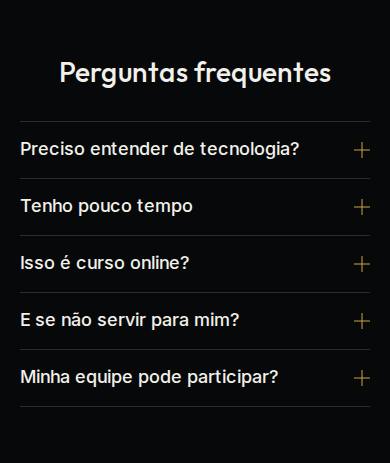 Perguntas frequentes
Preciso entender de tecnologia?
Tenho pouco tempo
Isso é curso online?
E se não servir para mim?
Minha equipe pode participar?